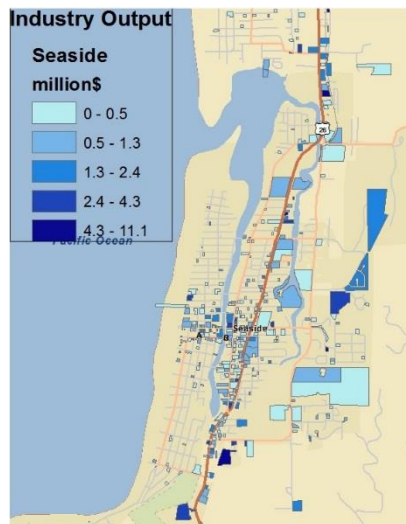 Industry Output
Seaside
million$
0 - 0.5
0.5 - 1.3
1.3 - 2.4
2.4 - 4.3
4.3 - 11.1
Pacific Ocean
26
Seaside
A
B